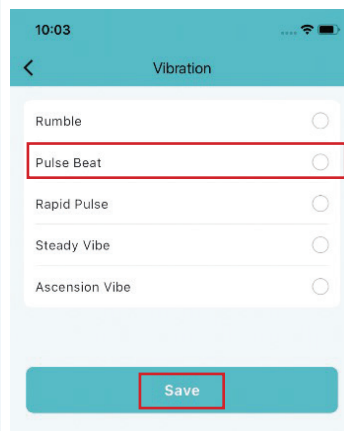 10:03
Vibration
Rumble
Pulse Beat
Rapid Pulse
Steady Vibe
Ascension Vibe
Save